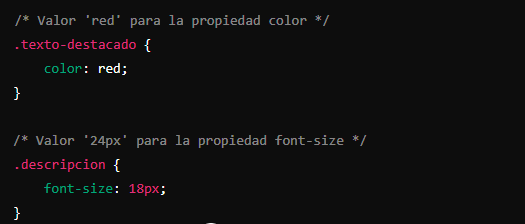 /* Valor 'red' para la propiedad color */
.texto-destacado {
    color: red;
}
/* Valor '24px' para la propiedad font-size */
.descripcion {
    font-size: 18px;
}